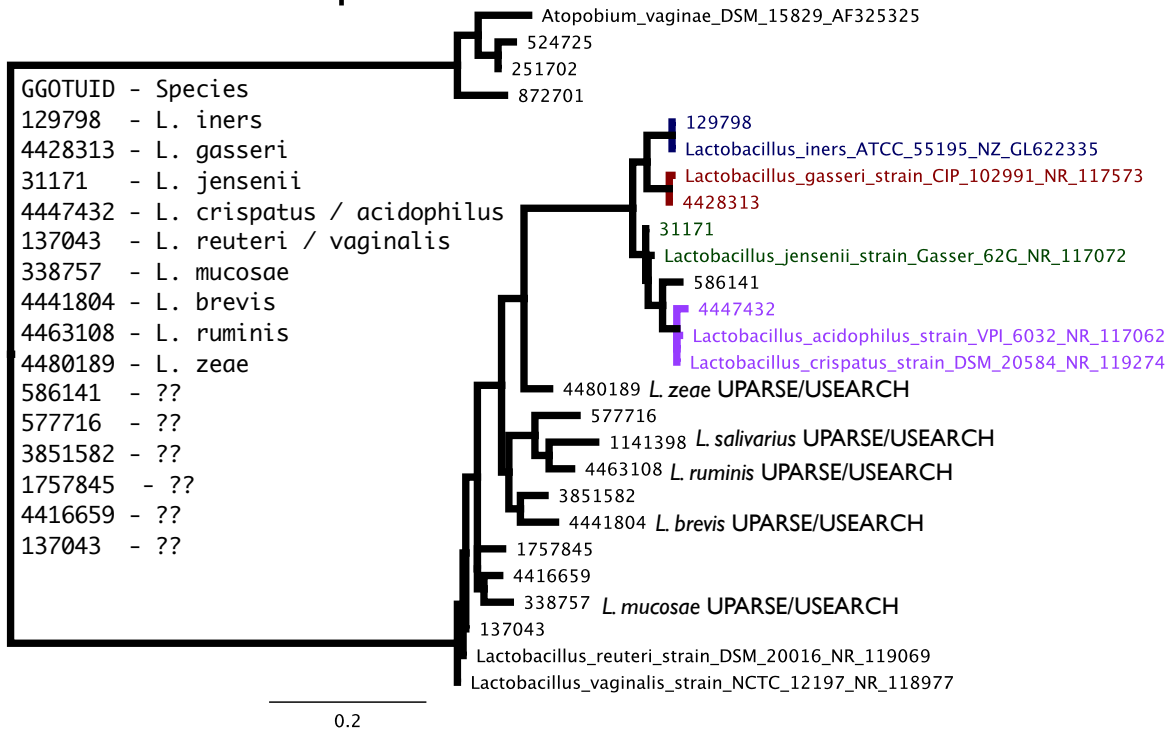 Atopobium_vaginae_DSM_15829_AF325325
524725
251702
872701
GGOTUID - Species
129798 - L. iners
4428313 - L. gasseri
31171 - L. jensenii
4447432 - L. crispatus / acidophilus
137043 - L. reuteri / vaginalis
338757 - L. mucosae
4441804 - L. brevis
4463108 - L. ruminis
4480189 - L. zeae
586141 - ??
577716 - ??
3851582 - ??
1757845 - ??
4416659 - ??
137043 - ??
129798
Lactobacillus_iners_ATCC_55195_NZ_GL622335
Lactobacillus_gasseri_strain_CIP_102991_NR_117573
4428313
31171
Lactobacillus_jensenii_strain_Gasser_62G_NR_117072
586141
4447432
Lactobacillus_acidophilus_strain_VPI_6032_NR_117062
Lactobacillus_crispatus_strain_DSM_20584_NR_119274
4480189 L. zeae UPARSE/USEARCH
577716
1141398 L. salivarius UPARSE/USEARCH
4463108 L. ruminis UPARSE/USEARCH
3851582
4441804 L. brevis UPARSE/USEARCH
1757845
4416659
338757 L. mucosae UPARSE/USEARCH
137043
Lactobacillus_reuteri_strain_DSM_20016_NR_119069
Lactobacillus_vaginalis_strain_NCTC_12197_NR_118977
0.2